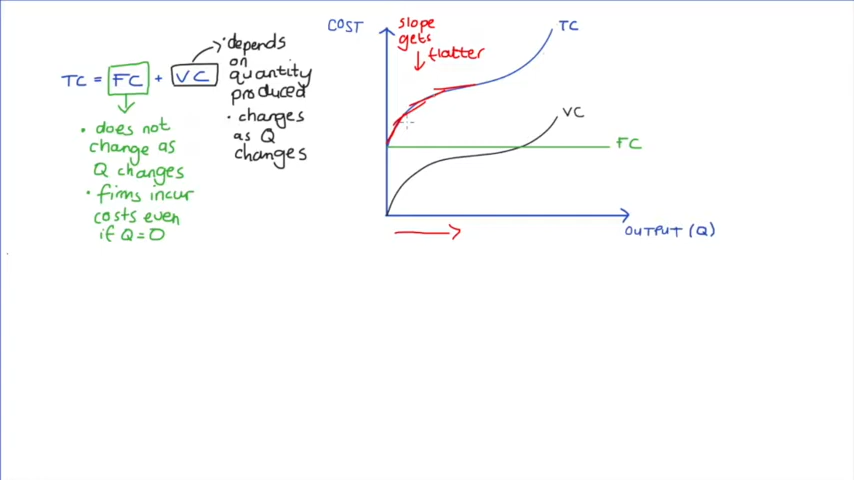 TC = FC + VC
• does not
change as
Q changes
• firms incur
costs even
if Q = 0
• depends
on
quantity
produced
• changes
as Q
changes
COST
slope
gets
flatter
TC
VC
FC
OUTPUT (Q)